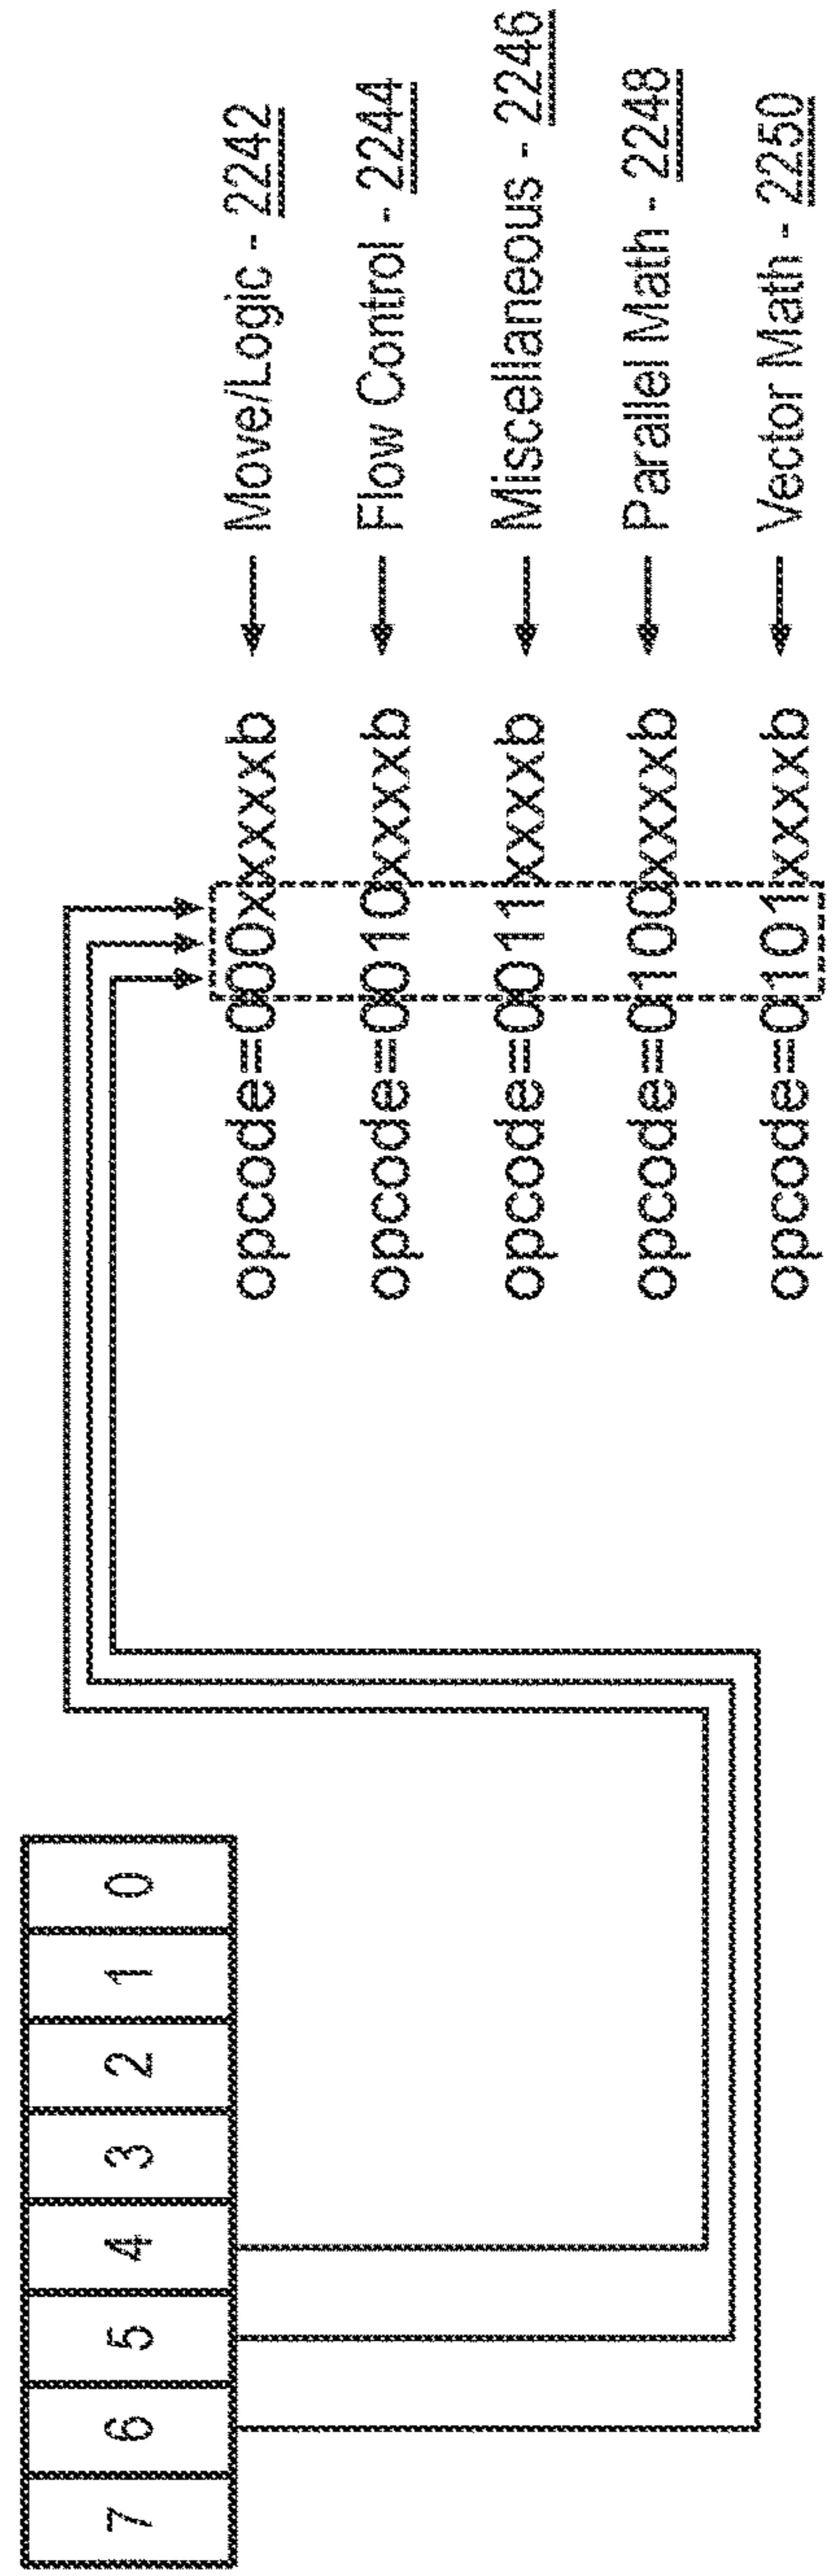 7 6 5 4 3 2 1 0
opcode=000xxxxxb ← Move/Logic - 2242
opcode=0010xxxxb ← Flow Control - 2244
opcode=0011xxxxb ← Miscellaneous - 2246
opcode=0100xxxxb ← Parallel Math - 2248
opcode=0101xxxxb ← Vector Math - 2250